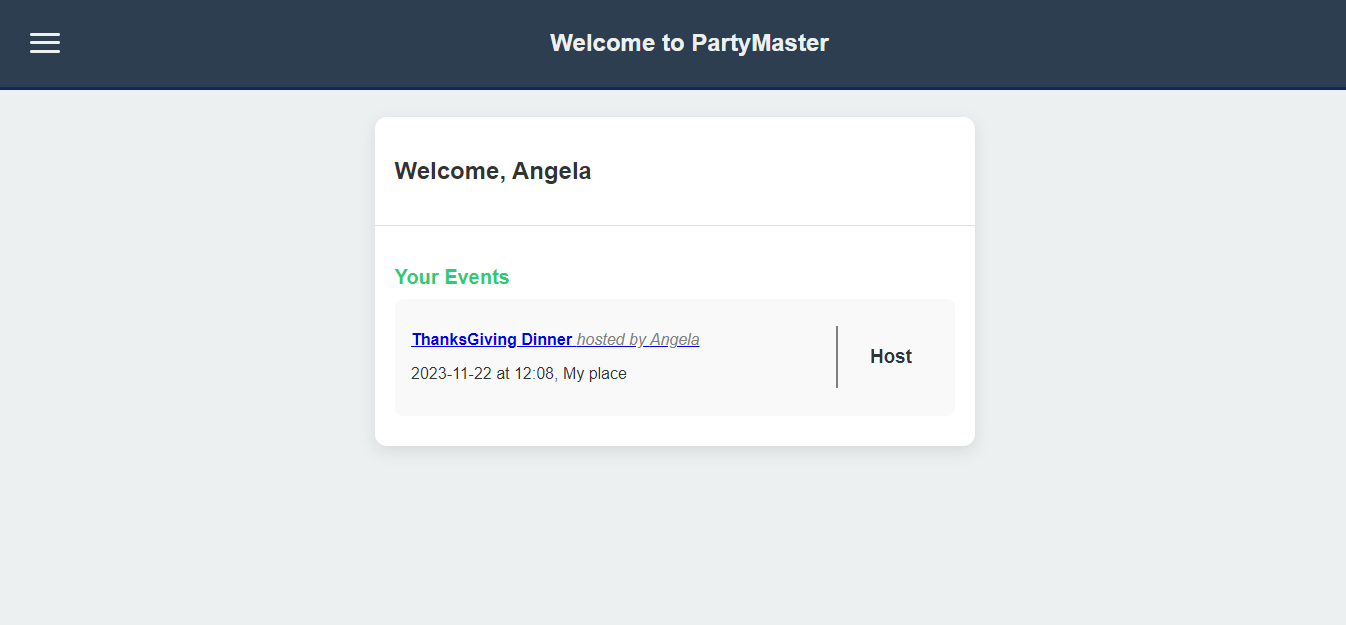 Welcome to PartyMaster
Welcome, Angela
Your Events
ThanksGiving Dinner hosted by Angela
2023-11-22 at 12:08, My place
Host